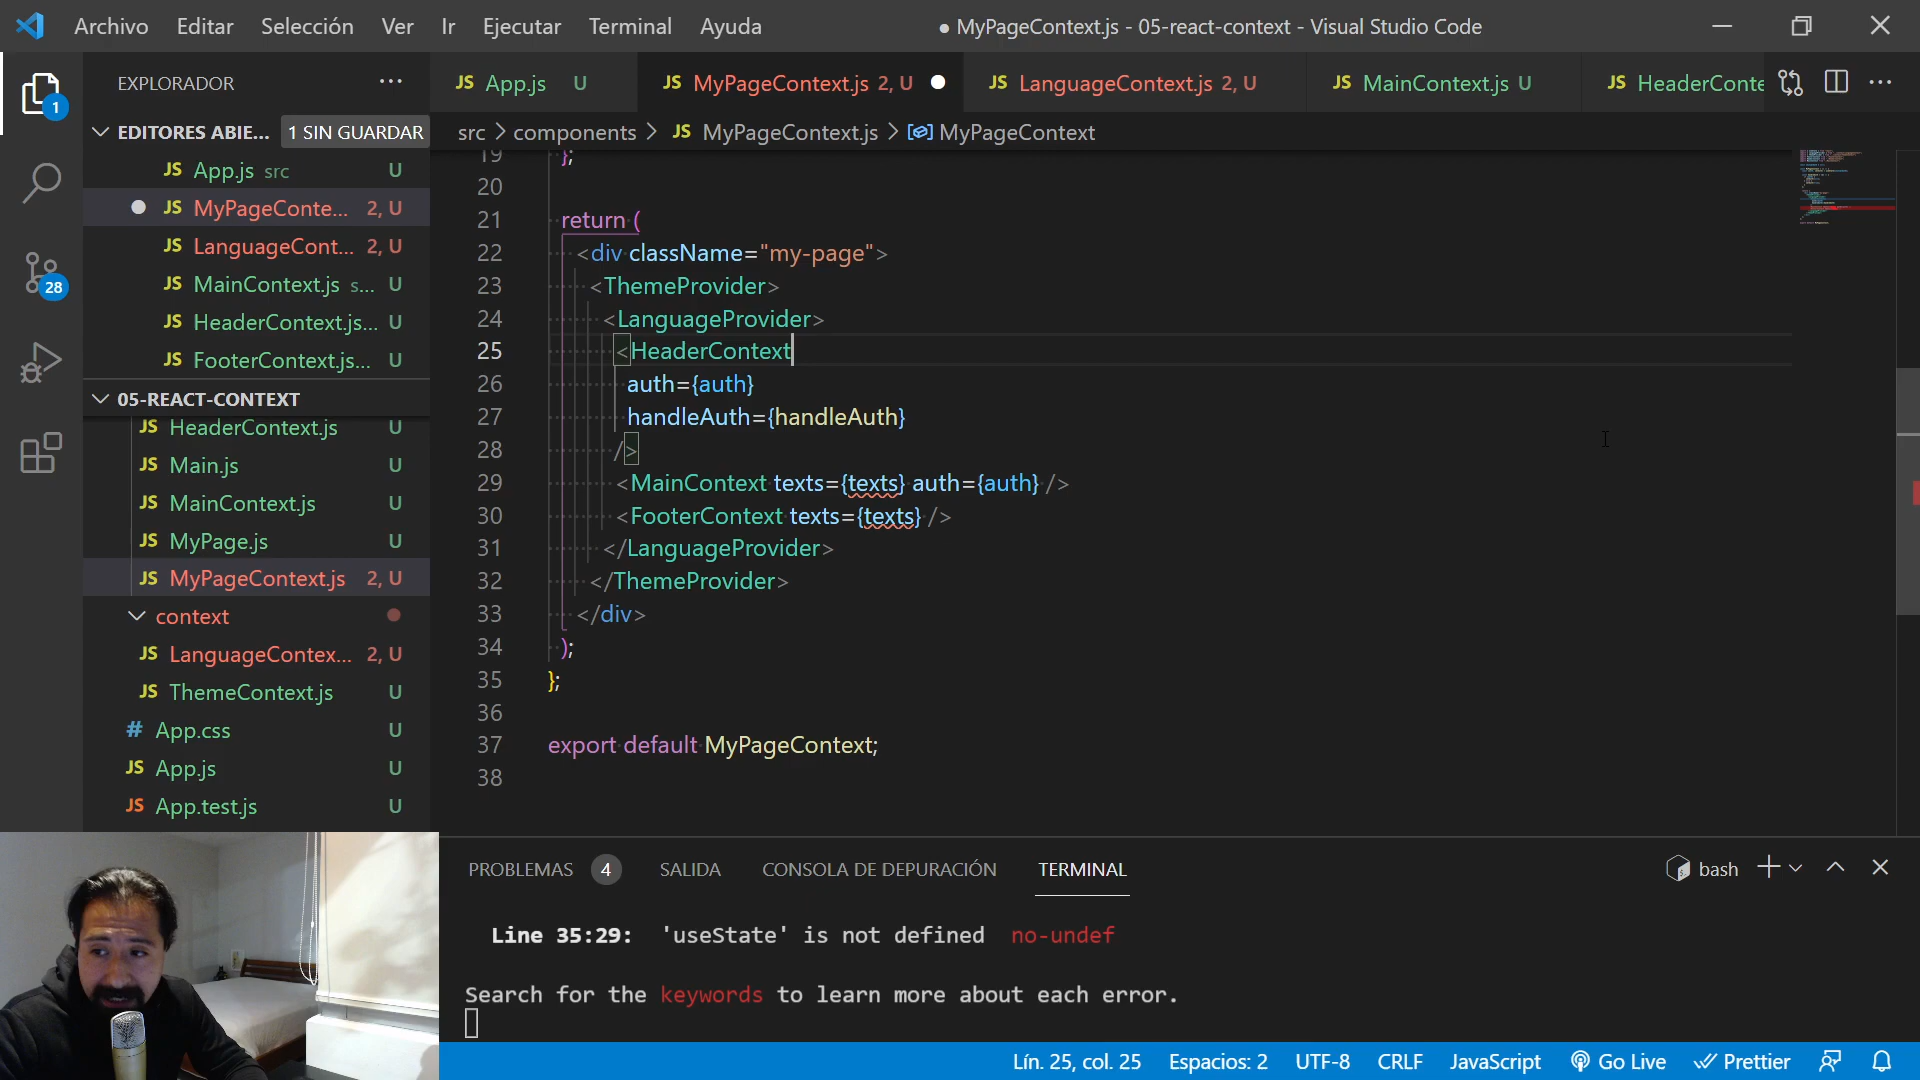 Archivo Editar Selección Ver Ir Ejecutar Terminal Ayuda
● MyPageContext.js - 05-react-context - Visual Studio Code
EXPLORADOR ···
JS App.js U
JS MyPageContext.js 2, U ●
JS LanguageContext.js 2, U
JS MainContext.js U
JS HeaderConte
EDITORES ABIE... 1 SIN GUARDAR
JS App.js src U
● JS MyPageConte... 2, U
JS LanguageCont... 2, U
JS MainContext.js s... U
JS HeaderContext.js... U
JS FooterContext.js... U
05-REACT-CONTEXT
JS HeaderContext.js U
JS Main.js U
JS MainContext.js U
JS MyPage.js U
JS MyPageContext.js 2, U
context
JS LanguageContex... 2, U
JS ThemeContext.js U
# App.css U
JS App.js U
JS App.test.js U
1
28
src > components > JS MyPageContext.js > MyPageContext
19 };
20
21 return (
22 <div className="my-page">
23 <ThemeProvider>
24 <LanguageProvider>
25 <HeaderContext
26 auth={auth}
27 handleAuth={handleAuth}
28 />
29 <MainContext texts={texts} auth={auth} />
30 <FooterContext texts={texts} />
31 </LanguageProvider>
32 </ThemeProvider>
33 </div>
34 );
35 };
36
37 export default MyPageContext;
38
PROBLEMAS 4 SALIDA CONSOLA DE DEPURACIÓN TERMINAL
bash
Line 35:29: 'useState' is not defined no-undef
Search for the keywords to learn more about each error.
Lín. 25, col. 25 Espacios: 2 UTF-8 CRLF JavaScript Go Live Prettier